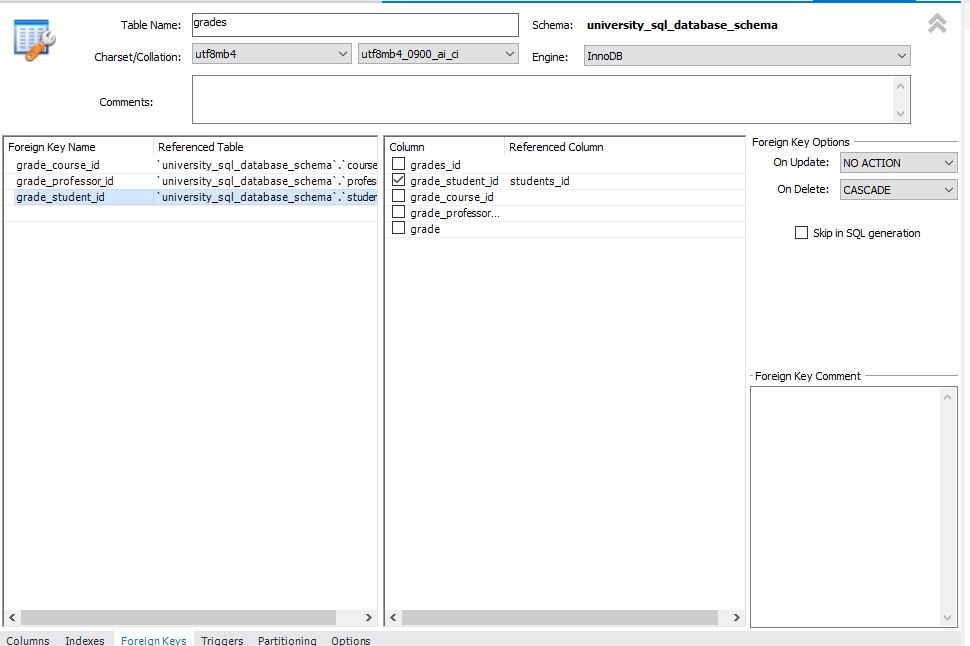 Table Name: grades Schema: university_sql_database_schema
Charset/Collation: utf8mb4 utf8mb4_0900_ai_ci Engine: InnoDB
Comments:
Foreign Key Name Referenced Table
grade_course_id `university_sql_database_schema`.`course
grade_professor_id `university_sql_database_schema`.`profes
grade_student_id `university_sql_database_schema`.`studen
Column Referenced Column
grades_id
grade_student_id students_id
grade_course_id
grade_professor...
grade
Foreign Key Options
On Update: NO ACTION
On Delete: CASCADE
Skip in SQL generation
Foreign Key Comment
Columns Indexes Foreign Keys Triggers Partitioning Options